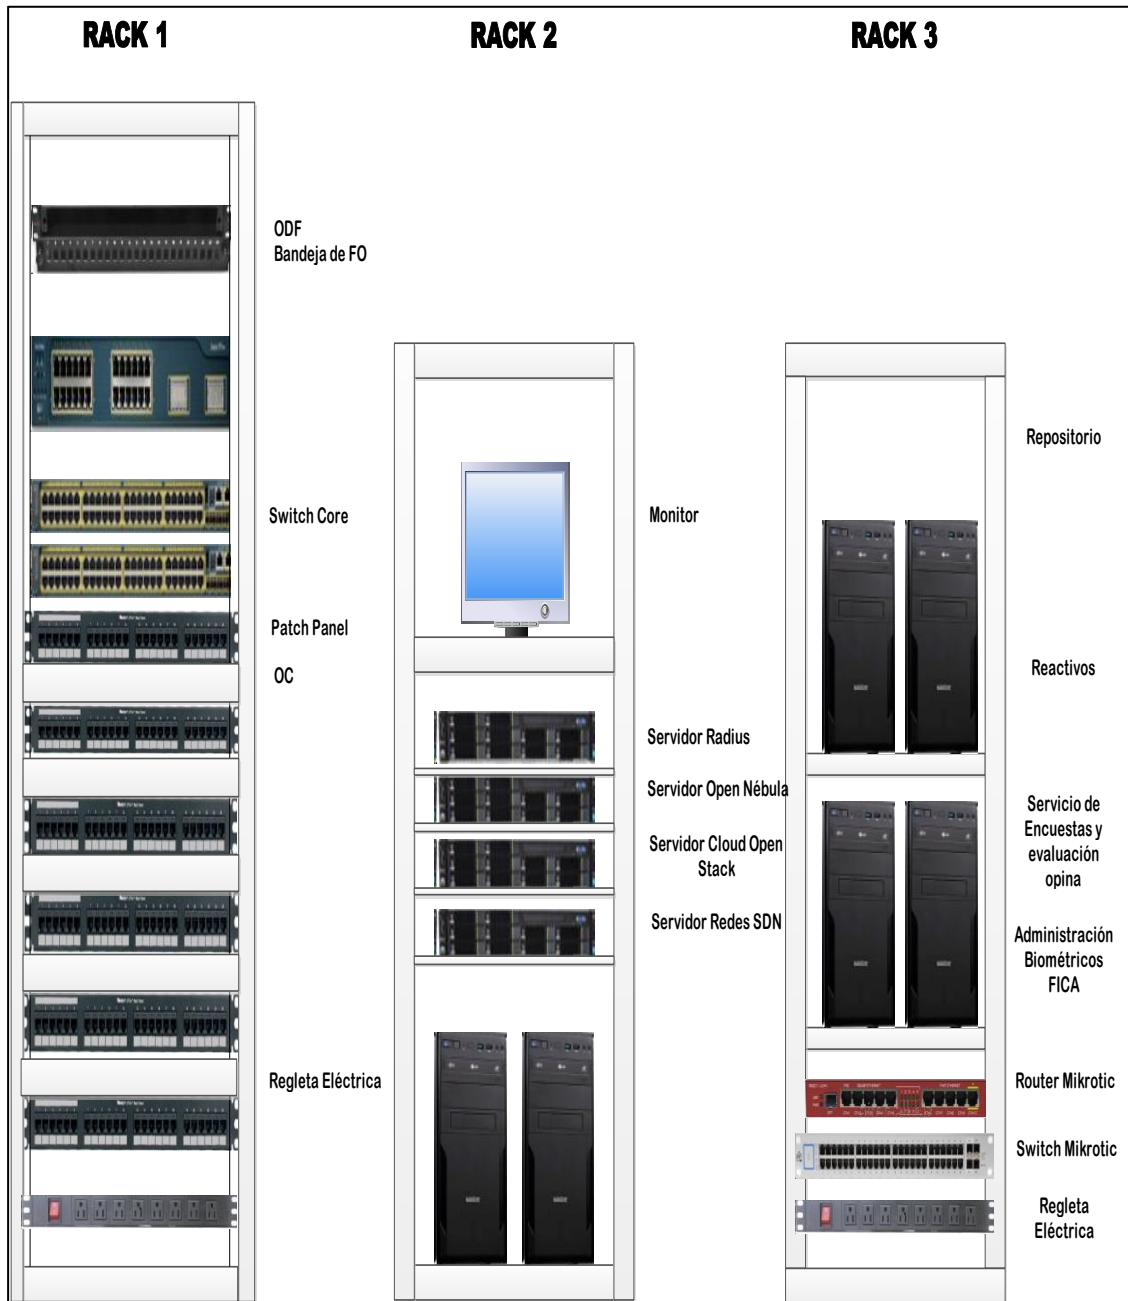 RACK 1
RACK 2
RACK 3
ODF
Bandeja de FO
Switch Core
Patch Panel
OC
Regleta Eléctrica
Monitor
Servidor Radius
Servidor Open Nébula
Servidor Cloud Open
Stack
Servidor Redes SDN
Repositorio
Reactivos
Servicio de
Encuestas y
evaluación
opina
Administración
Biométricos
FICA
Router Mikrotic
Switch Mikrotic
Regleta
Eléctrica